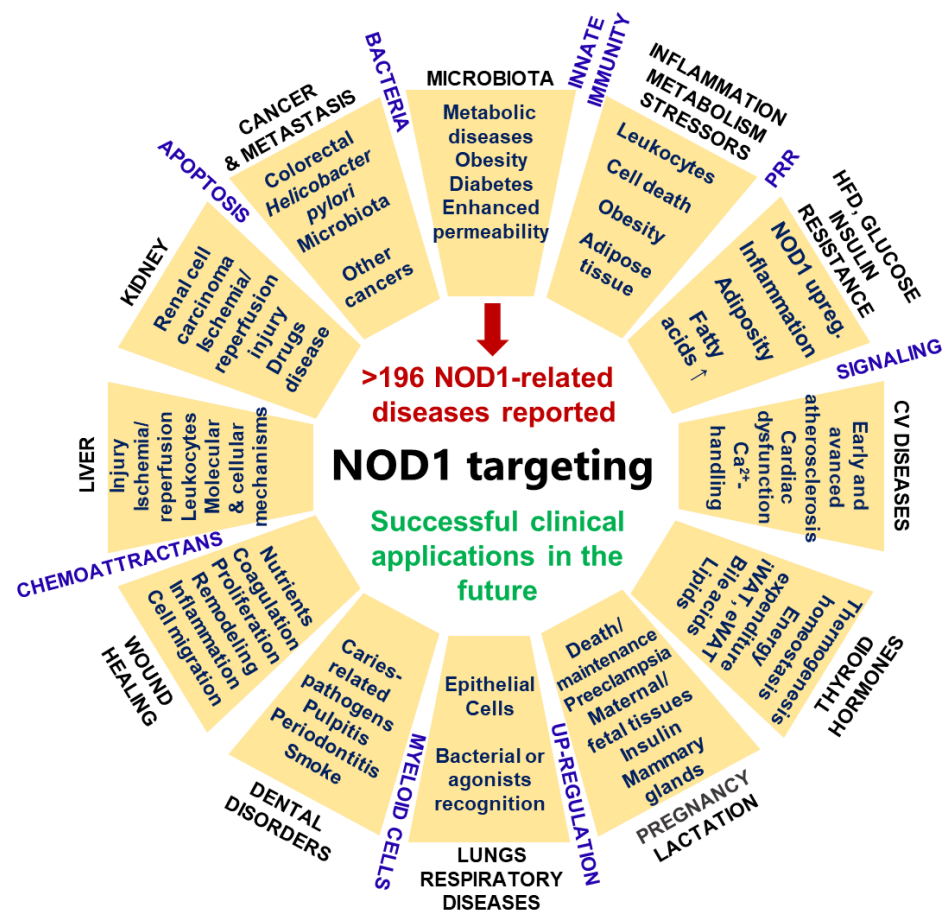 MICROBIOTA
Metabolic
diseases
Obesity
Diabetes
Enhanced
permeability
INNATE
IMMUNITY
INFLAMMATION
METABOLISM
STRESSORS
Leukocytes
Cell death
Obesity
Adipose
tissue
PRR
HFD, GLUCOSE
INSULIN
RESISTANCE
NOD1 upreg.
Inflammation
Adiposity
Fatty
acids ↑
SIGNALING
CV DISEASES
Early and
advanced
atherosclerosis
Cardiac
dysfunction
Ca²⁺-
handling
THYROID
HORMONES
Thermogenesis
homeostasis
Energy
expenditure
iWAT, eWAT
Bile acids
Lipids
PREGNANCY
LACTATION
Death/
maintenance
Preeclampsia
Maternal/
fetal tissues
Insulin
Mammary
glands
UP-REGULATION
Epithelial
Cells
Bacterial or
agonists
recognition
LUNGS
RESPIRATORY
DISEASES
MYELOID CELLS
Caries-
related
pathogens
Pulpitis
Periodontitis
Smoke
DENTAL
DISORDERS
Nutrients
Coagulation
Proliferation
Remodeling
Inflammation
Cell migration
WOUND
HEALING
CHEMOATTRACTANS
LIVER
Injury
Ischemia/
reperfusion
Leukocytes
Molecular
& cellular
mechanisms
KIDNEY
Renal cell
carcinoma
Ischemia/
reperfusion
injury
Drugs
disease
APOPTOSIS
CANCER
& METASTASIS
Colorectal
Helicobacter
pylori
Microbiota
Other
cancers
BACTERIA
>196 NOD1-related
diseases reported
NOD1 targeting
Successful clinical
applications in the
future